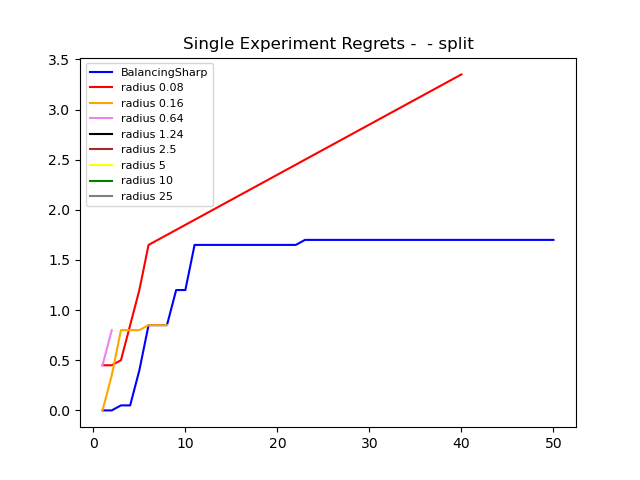 Single Experiment Regrets -  - split
3.5
3.0
2.5
2.0
1.5
1.0
0.5
0.0
BalancingSharp
radius 0.08
radius 0.16
radius 0.64
radius 1.24
radius 2.5
radius 5
radius 10
radius 25
0 10 20 30 40 50